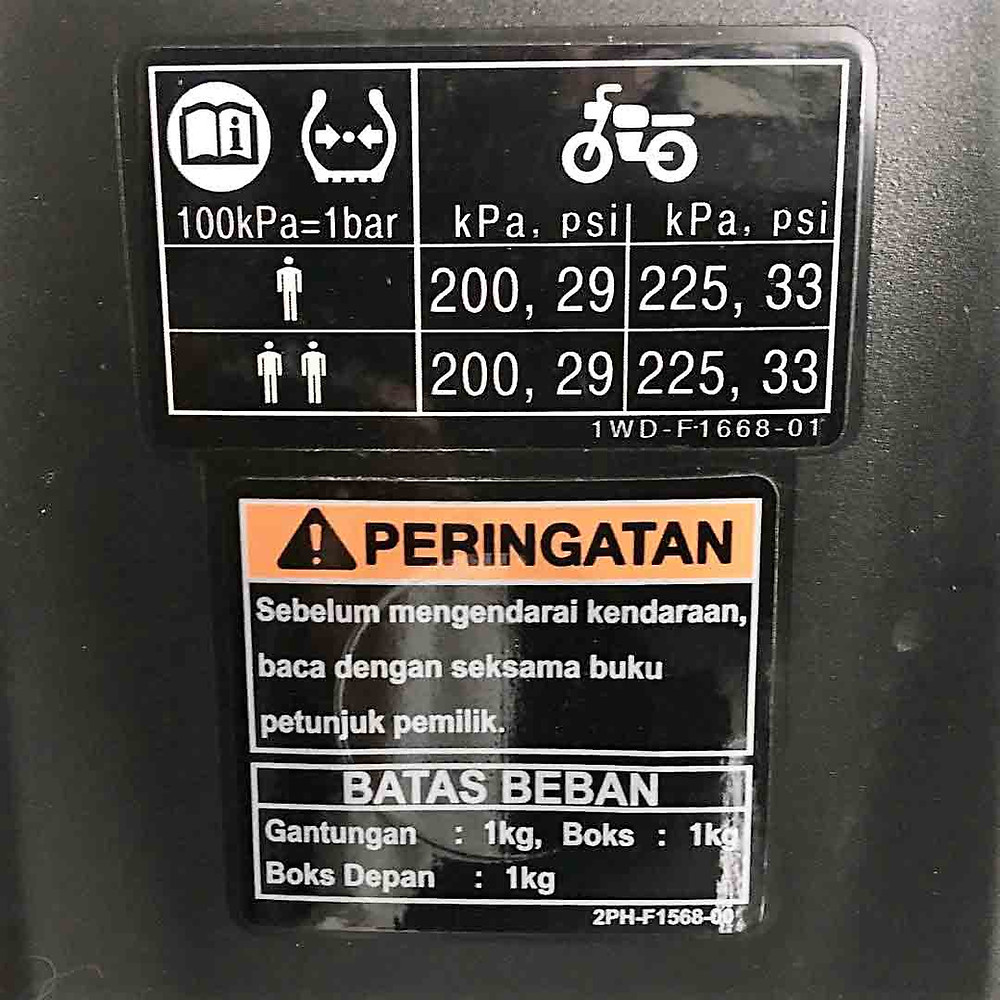 100kPa=1bar kPa, psi kPa, psi
200, 29 225, 33
200, 29 225, 33
1WD-F1668-01
PERINGATAN
Sebelum mengendarai kendaraan,
baca dengan seksama buku
petunjuk pemilik.
BATAS BEBAN
Gantungan : 1kg, Boks : 1kg
Boks Depan : 1kg
2PH-F1568-00